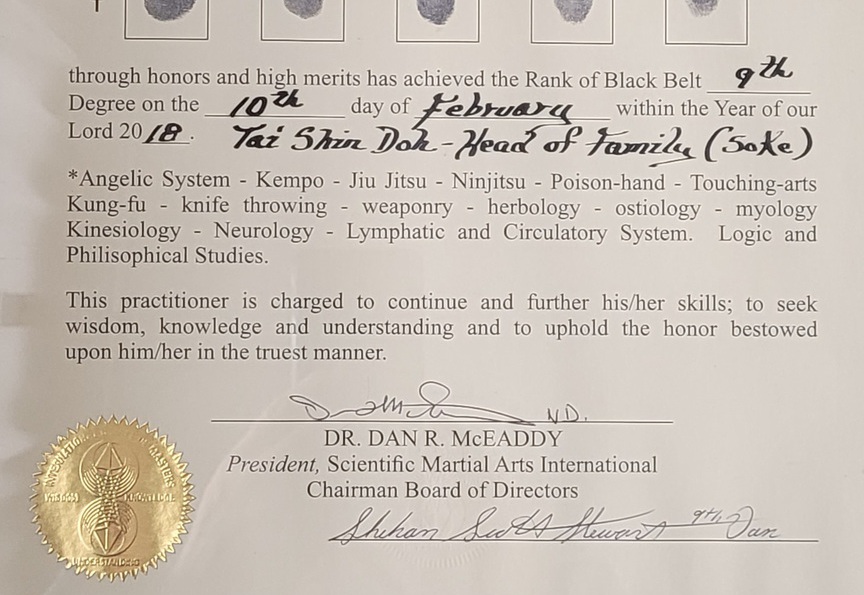 through honors and high merits has achieved the Rank of Black Belt 9th
Degree on the 10th day of February within the Year of our
Lord 2018. Tai Shin Doh - Head of Family (Soke)
*Angelic System - Kempo - Jiu Jitsu - Ninjitsu - Poison-hand - Touching-arts
Kung-fu - knife throwing - weaponry - herbology - ostiology - myology
Kinesiology - Neurology - Lymphatic and Circulatory System. Logic and
Philisophical Studies.
This practitioner is charged to continue and further his/her skills; to seek
wisdom, knowledge and understanding and to uphold the honor bestowed
upon him/her in the truest manner.
N.D.
DR. DAN R. McEADDY
President, Scientific Martial Arts International
Chairman Board of Directors
Shihan Scott Stewart 9th Dan
WISDOM KNOWLEDGE
UNDERSTANDING